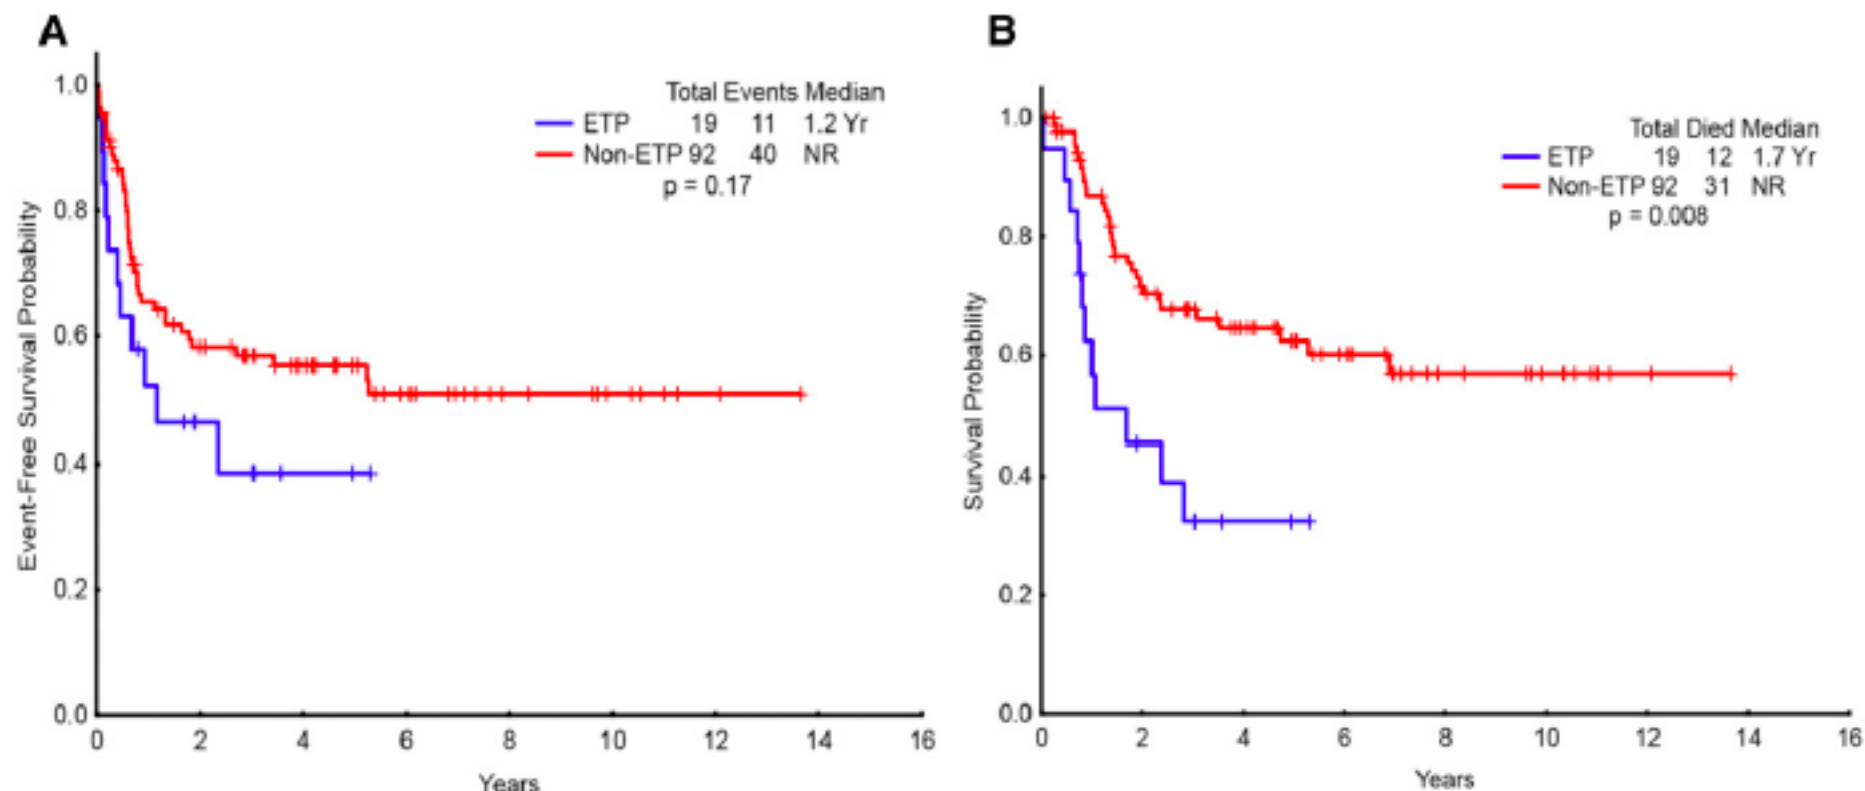 A
Event-Free Survival Probability
1.0
0.8
0.6
0.4
0.2
0.0
Total Events Median
ETP 19 11 1.2 Yr
Non-ETP 92 40 NR
p = 0.17
0 2 4 6 8 10 12 14 16
Years
B
Survival Probability
1.0
0.8
0.6
0.4
0.2
0.0
Total Died Median
ETP 19 12 1.7 Yr
Non-ETP 92 31 NR
p = 0.008
0 2 4 6 8 10 12 14 16
Years